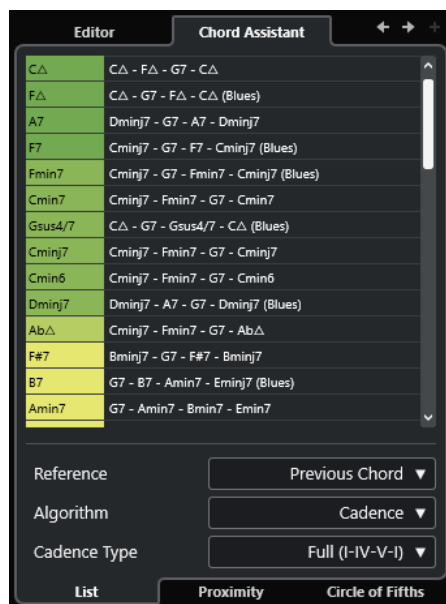 Editor Chord Assistant
C△ C△ - F△ - G7 - C△
F△ C△ - G7 - F△ - C△ (Blues)
A7 Dminj7 - G7 - A7 - Dminj7
F7 Cminj7 - G7 - F7 - Cminj7 (Blues)
Fmin7 Cminj7 - G7 - Fmin7 - Cminj7 (Blues)
Cmin7 Cminj7 - Fmin7 - G7 - Cmin7
Gsus4/7 C△ - G7 - Gsus4/7 - C△ (Blues)
Cminj7 Cminj7 - Fmin7 - G7 - Cminj7
Cmin6 Cminj7 - Fmin7 - G7 - Cmin6
Dminj7 Dminj7 - A7 - G7 - Dminj7 (Blues)
Ab△ Cminj7 - Fmin7 - G7 - Ab△
F#7 Bminj7 - G7 - F#7 - Bminj7
B7 G7 - B7 - Amin7 - Eminj7 (Blues)
Amin7 G7 - Amin7 - Bmin7 - Emin7
Reference Previous Chord
Algorithm Cadence
Cadence Type Full (I-IV-V-I)
List Proximity Circle of Fifths